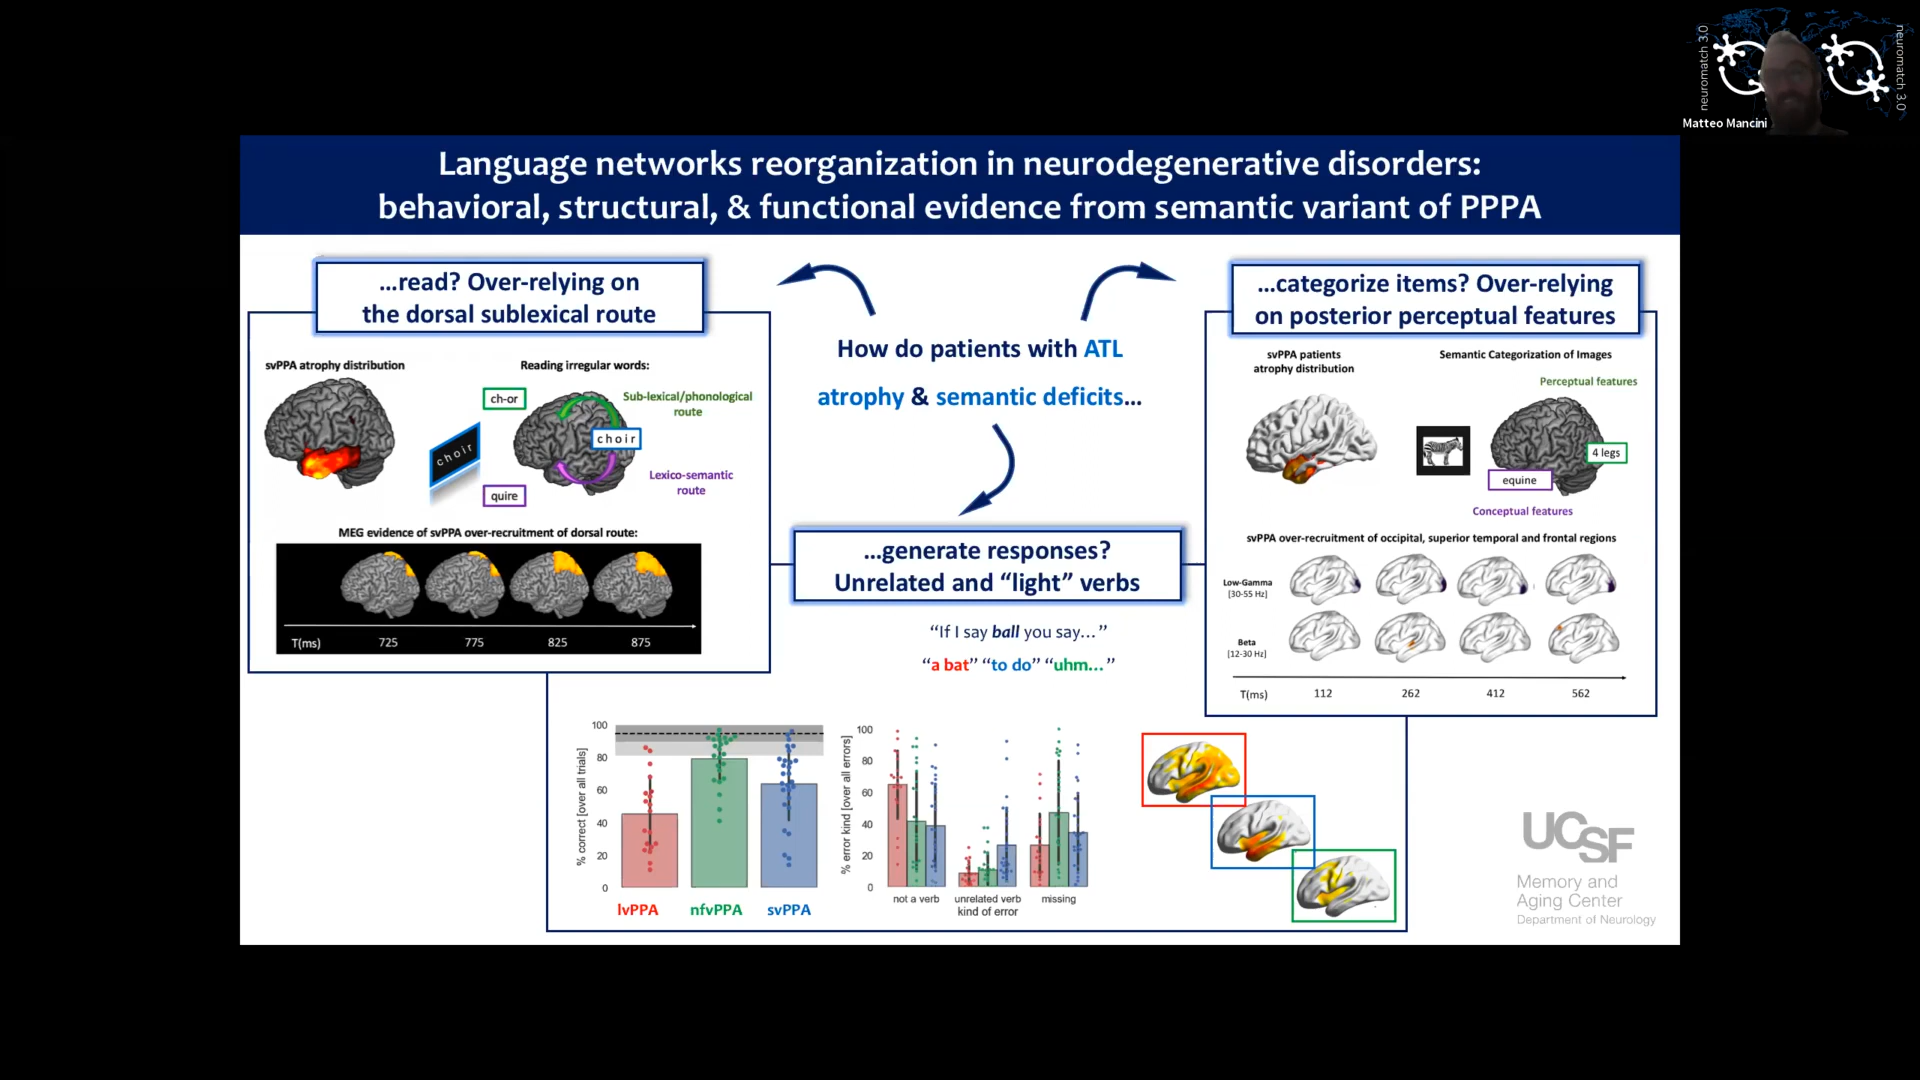 neuromatch 3.0
neuromatch 3.0
Matteo Mancini
Language networks reorganization in neurodegenerative disorders:
behavioral, structural, & functional evidence from semantic variant of PPPA
...read? Over-relying on
the dorsal sublexical route
svPPA atrophy distribution
Reading irregular words:
ch-or
Sub-lexical/phonological
route
choir
choir
Lexico-semantic
route
quire
MEG evidence of svPPA over-recruitment of dorsal route:
T(ms)
725
775
825
875
How do patients with ATL
atrophy & semantic deficits...
...categorize items? Over-relying
on posterior perceptual features
svPPA patients
atrophy distribution
Semantic Categorization of Images
Perceptual features
4 legs
equine
Conceptual features
svPPA over-recruitment of occipital, superior temporal and frontal regions
Low-Gamma
[30-55 Hz]
Beta
[12-30 Hz]
T(ms)
112
262
412
562
...generate responses?
Unrelated and “light” verbs
“If I say ball you say...”
“a bat” “to do” “uhm...”
% correct [over all trials]
100
80
60
40
20
0
lvPPA
nfvPPA
svPPA
% error kind [over all errors]
100
80
60
40
20
0
not a verb
unrelated verb
missing
kind of error
UCSF
Memory and
Aging Center
Department of Neurology